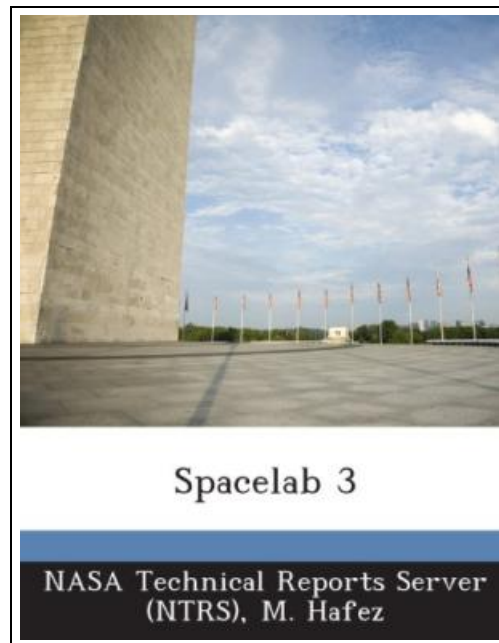 Spacelab 3
NASA Technical Reports Server
(NTRS), M. Hafez